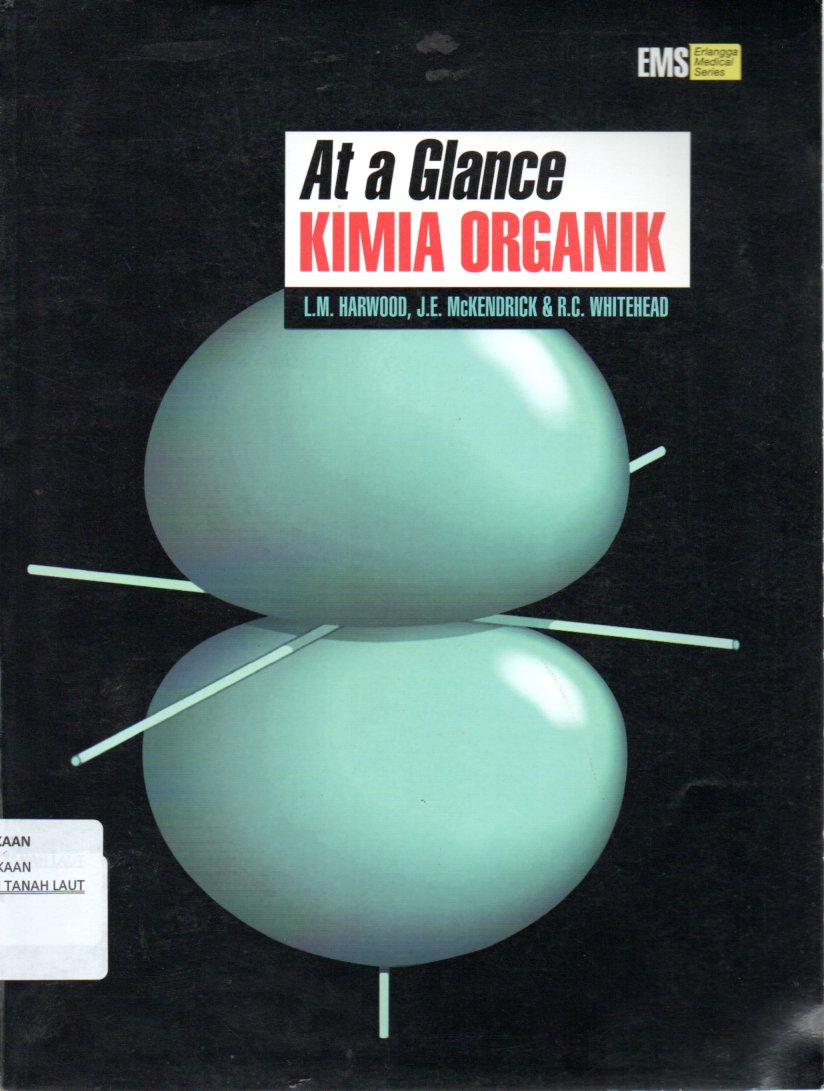 EMS
Erlangga
Medical
Series
At a Glance
KIMIA ORGANIK
L.M. HARWOOD, J.E. McKENDRICK & R.C. WHITEHEAD
KAAN
KAAN
TANAH LAUT